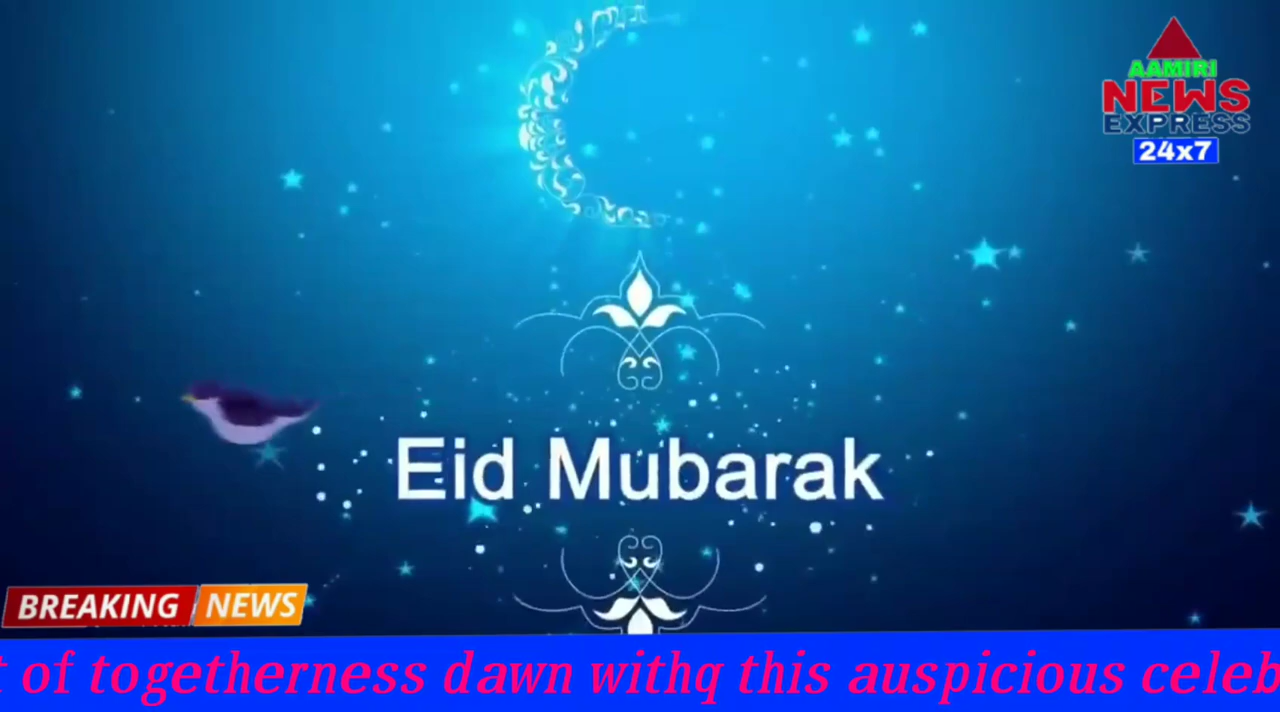 AAMIRI
NEWS
EXPRESS
24x7
Eid Mubarak
BREAKING NEWS
of togetherness dawn withq this auspicious celeb